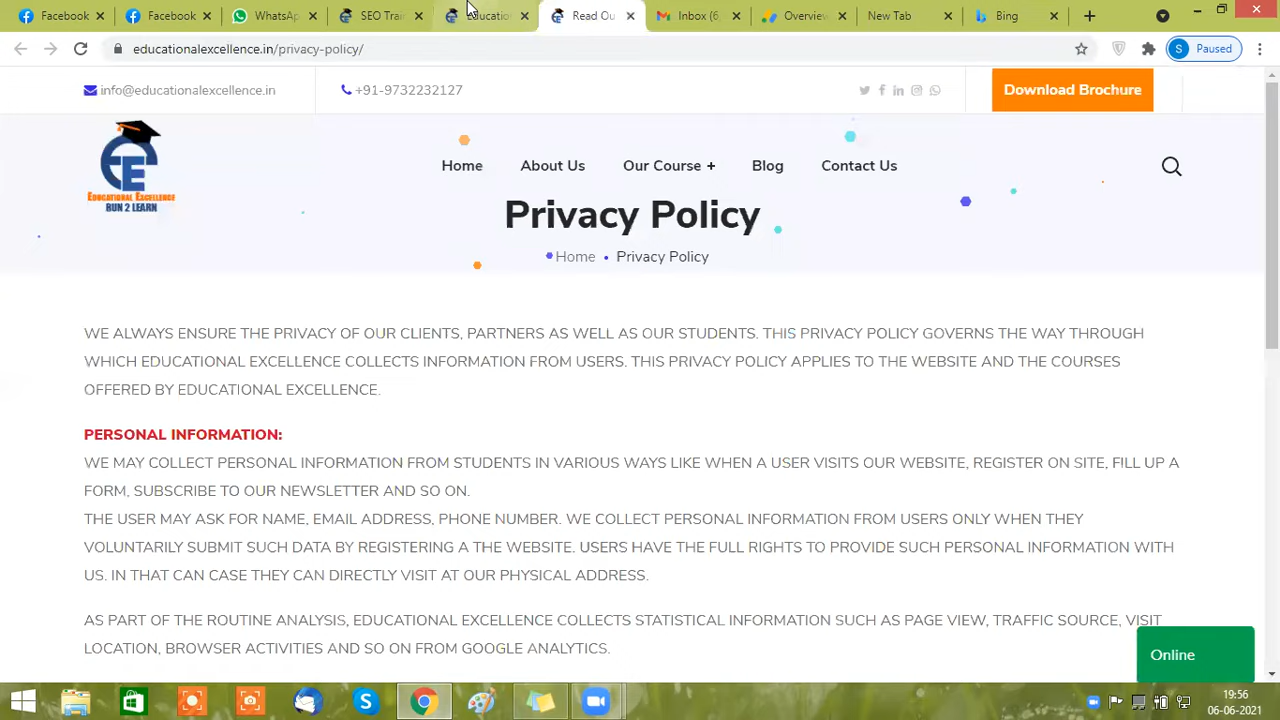 Facebook
Facebook
WhatsAp
SEO Trai
Educatio
Read Ou
Inbox (6
Overview
New Tab
Bing
educationalexcellence.in/privacy-policy/
S Paused
info@educationalexcellence.in
+91-9732232127
Download Brochure
EDUCATIONAL EXCELLENCE
RUN 2 LEARN
Home
About Us
Our Course +
Blog
Contact Us
Privacy Policy
Home • Privacy Policy
WE ALWAYS ENSURE THE PRIVACY OF OUR CLIENTS, PARTNERS AS WELL AS OUR STUDENTS. THIS PRIVACY POLICY GOVERNS THE WAY THROUGH
WHICH EDUCATIONAL EXCELLENCE COLLECTS INFORMATION FROM USERS. THIS PRIVACY POLICY APPLIES TO THE WEBSITE AND THE COURSES
OFFERED BY EDUCATIONAL EXCELLENCE.
PERSONAL INFORMATION:
WE MAY COLLECT PERSONAL INFORMATION FROM STUDENTS IN VARIOUS WAYS LIKE WHEN A USER VISITS OUR WEBSITE, REGISTER ON SITE, FILL UP A
FORM, SUBSCRIBE TO OUR NEWSLETTER AND SO ON.
THE USER MAY ASK FOR NAME, EMAIL ADDRESS, PHONE NUMBER. WE COLLECT PERSONAL INFORMATION FROM USERS ONLY WHEN THEY
VOLUNTARILY SUBMIT SUCH DATA BY REGISTERING A THE WEBSITE. USERS HAVE THE FULL RIGHTS TO PROVIDE SUCH PERSONAL INFORMATION WITH
US. IN THAT CAN CASE THEY CAN DIRECTLY VISIT AT OUR PHYSICAL ADDRESS.
AS PART OF THE ROUTINE ANALYSIS, EDUCATIONAL EXCELLENCE COLLECTS STATISTICAL INFORMATION SUCH AS PAGE VIEW, TRAFFIC SOURCE, VISIT
LOCATION, BROWSER ACTIVITIES AND SO ON FROM GOOGLE ANALYTICS.
Online
19:56
06-06-2021